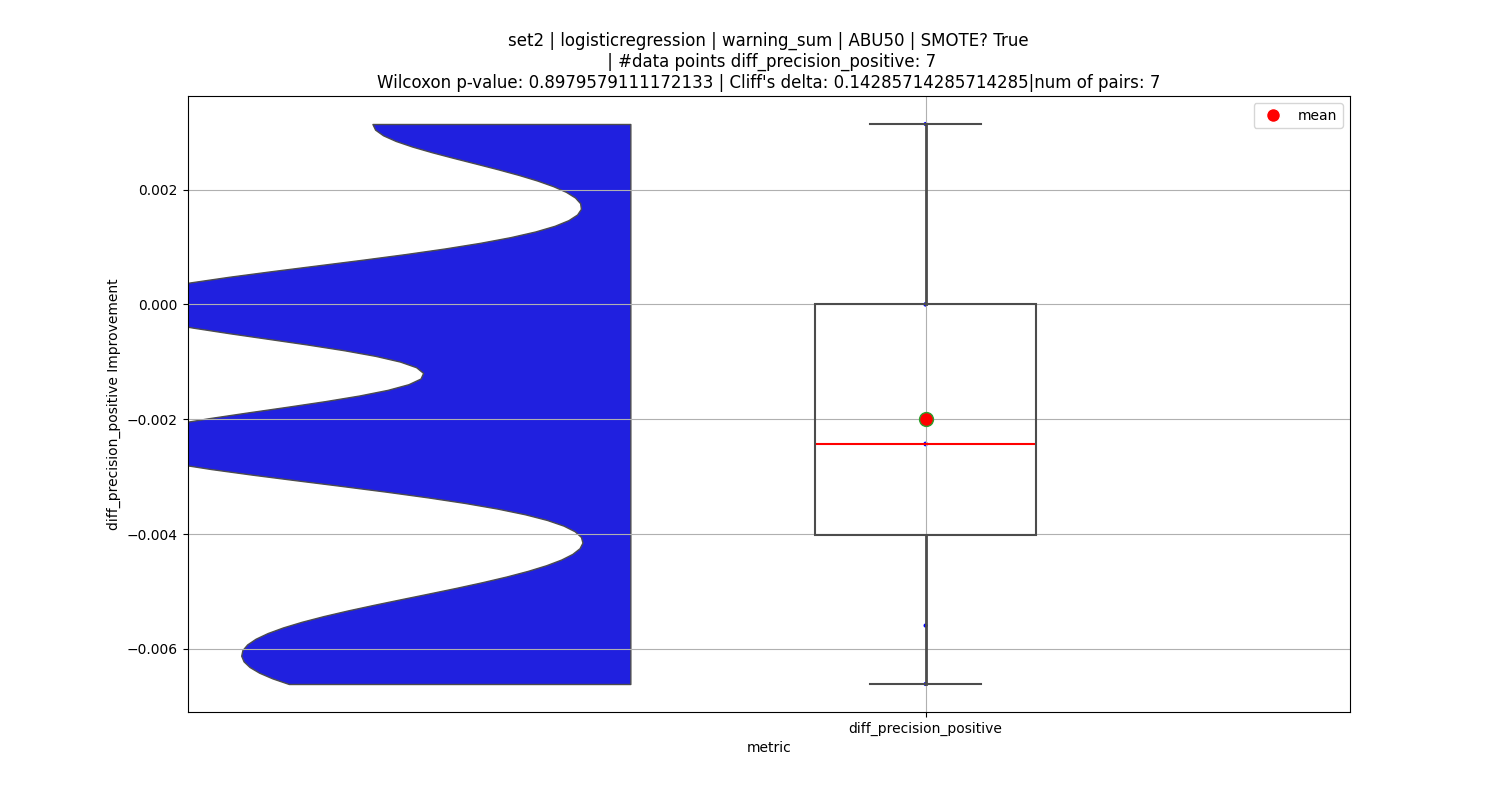 set2 | logisticregression | warning_sum | ABU50 | SMOTE? True
| #data points diff_precision_positive: 7
Wilcoxon p-value: 0.8979579111172133 | Cliff's delta: 0.14285714285714285|num of pairs: 7
mean
0.002
0.000
−0.002
−0.004
−0.006
diff_precision_positive Improvement
diff_precision_positive
metric